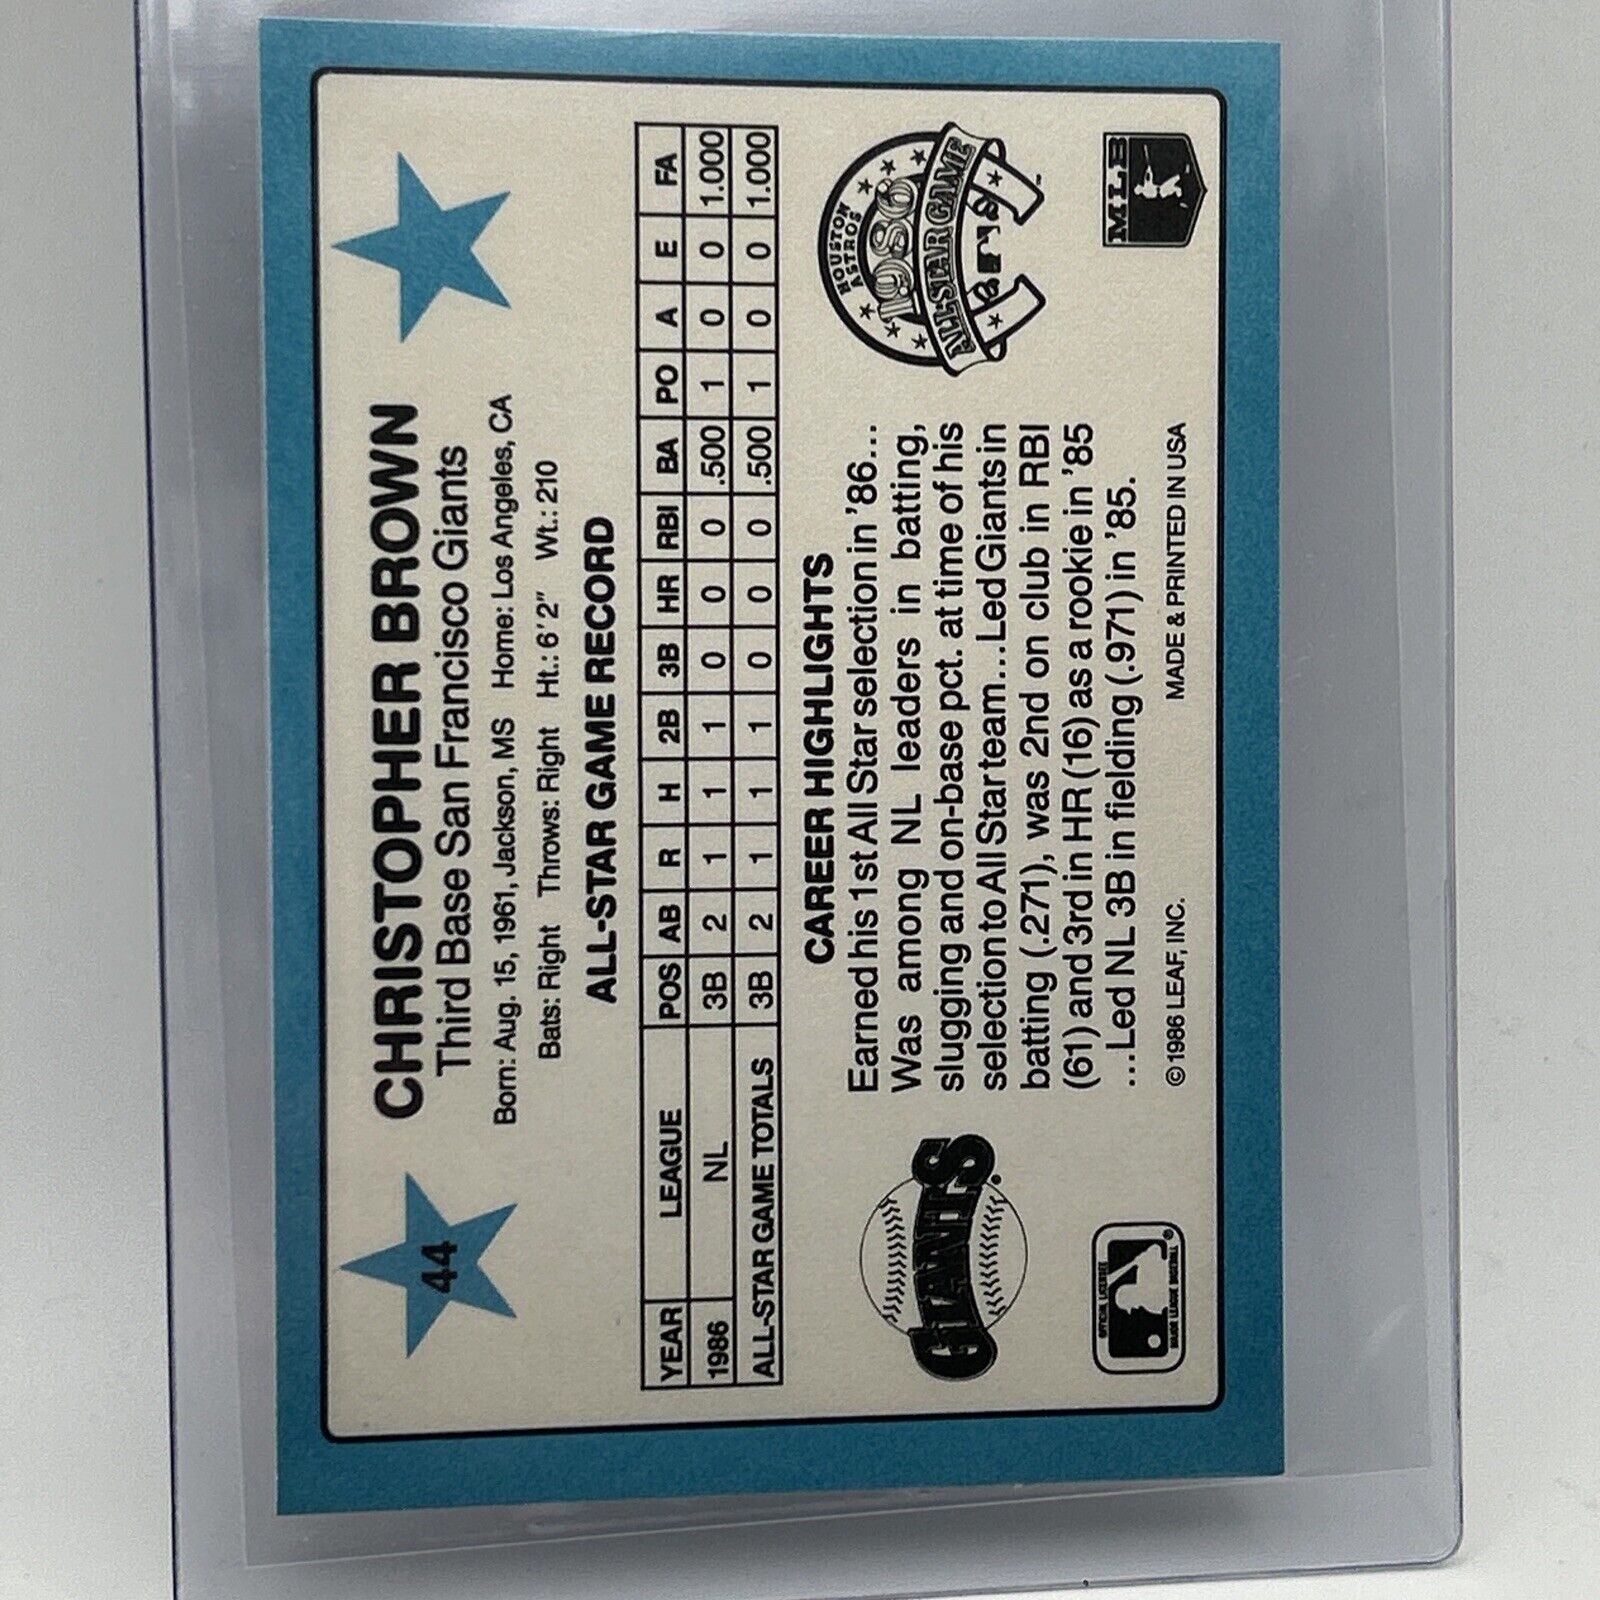 44
CHRISTOPHER BROWN
Third Base San Francisco Giants
Born: Aug. 15, 1961, Jackson, MS Home: Los Angeles, CA
Bats: Right Throws: Right Ht.: 6'2" Wt.: 210
ALL-STAR GAME RECORD
YEAR LEAGUE POS AB R H 2B 3B HR RBI BA PO A E FA
1986 NL 3B 2 1 1 1 0 0 0 .500 1 0 0 1.000
ALL-STAR GAME TOTALS 3B 2 1 1 1 0 0 0 .500 1 0 0 1.000
CAREER HIGHLIGHTS
Earned his 1st All Star selection in '86...
Was among NL leaders in batting,
slugging and on-base pct. at time of his
selection to All Star team...Led Giants in
batting (.271), was 2nd on club in RBI
(61) and 3rd in HR (16) as a rookie in '85
...Led NL 3B in fielding (.971) in '85.
© 1986 LEAF, INC. MADE & PRINTED IN USA
GIANTS ®
OFFICIAL LICENSEE
MAJOR LEAGUE BASEBALL ®
HOUSTON
ASTROS
1986
ALL-STAR GAME
™
MLB